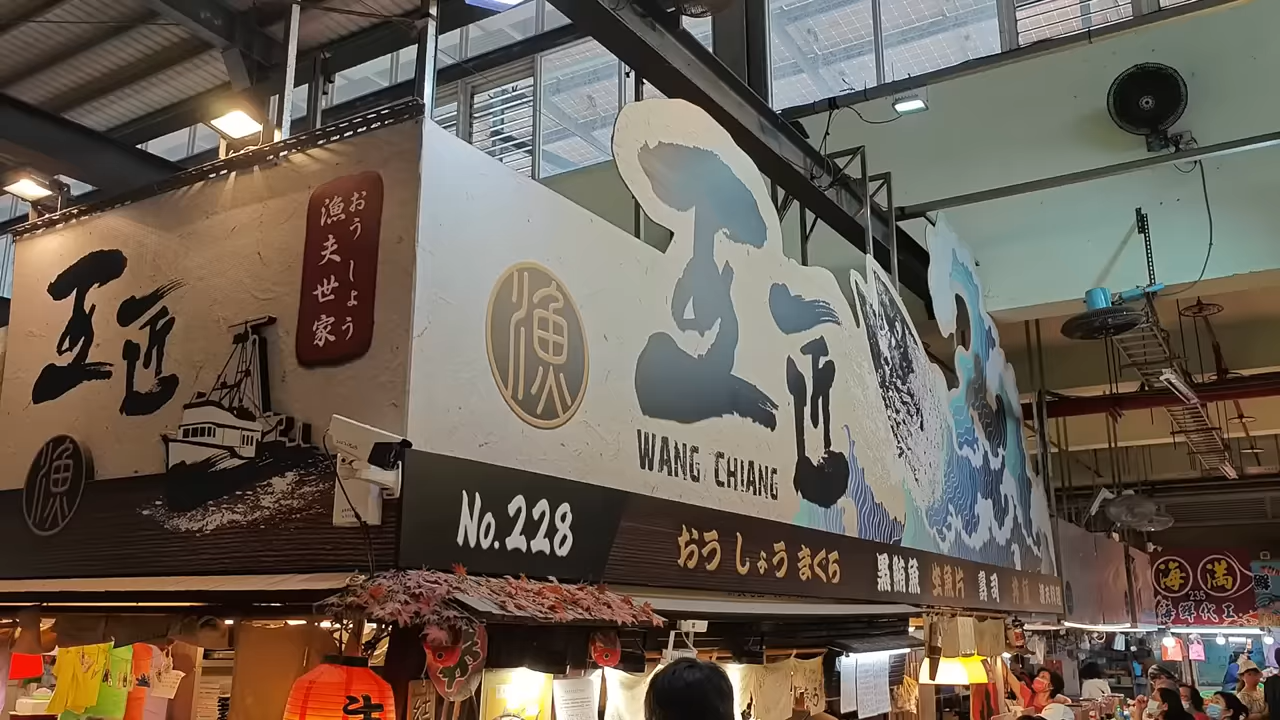 漁夫世家
おうしょう
王匠
漁
漁
王匠
WANG CHIANG
No.228
おうしょうまぐら
黑鮪魚 生魚片 壽司
海滿
235
海鮮代工